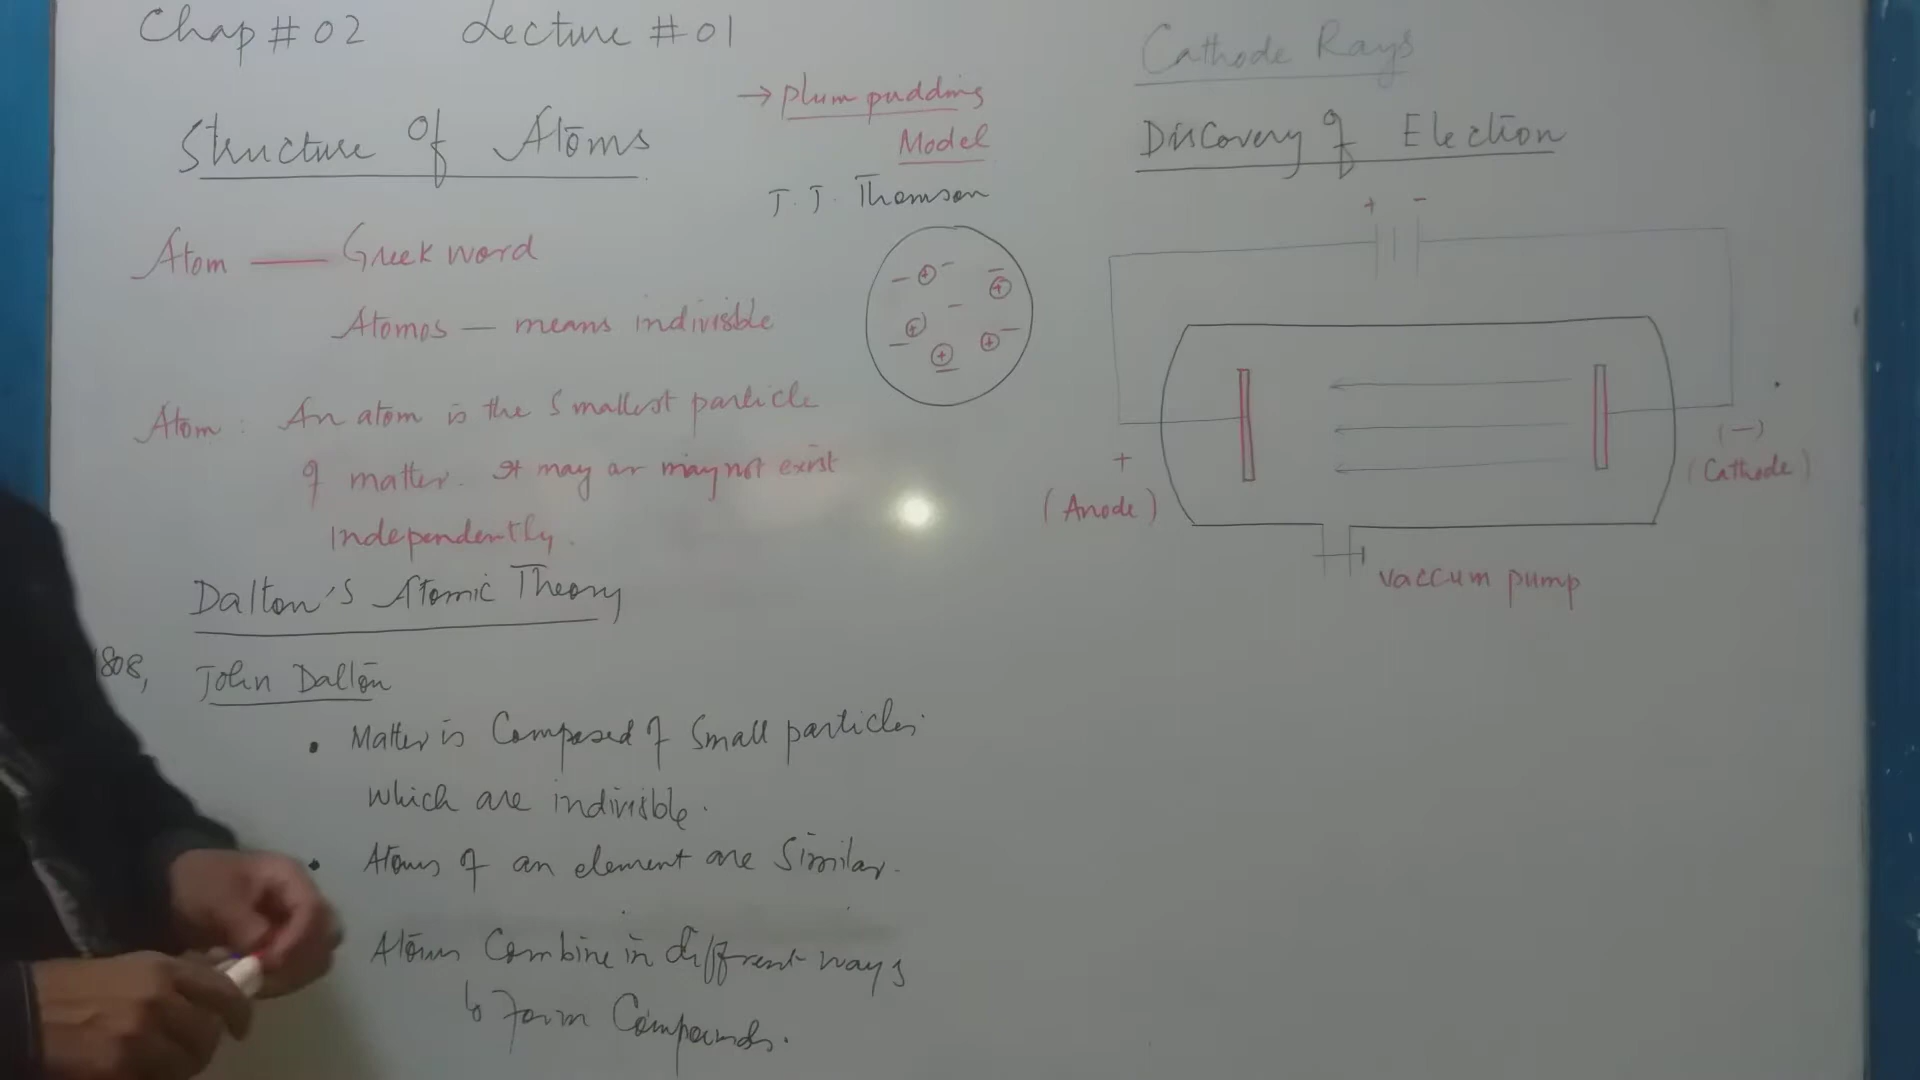 Chap # 02 Lecture # 01
Structure Of Atoms
Atom — Greek word
Atomos — means indivisible
Atom : An atom is the smallest particle
of matter. It may or may not exist
independently.
Dalton's Atomic Theory
1808, John Dalton
• Matter is Composed of Small particles
which are indivisible.
• Atoms of an element are Similar.
Atoms Combine in different ways
to Form Compounds.
→ Plum pudding
Model
J. J. Thomson
− + − − +
−
+ − + −
− +
Cathode Rays
Discovery of Election
+ −
+
(Anode)
(−)
(Cathode)
vaccum pump